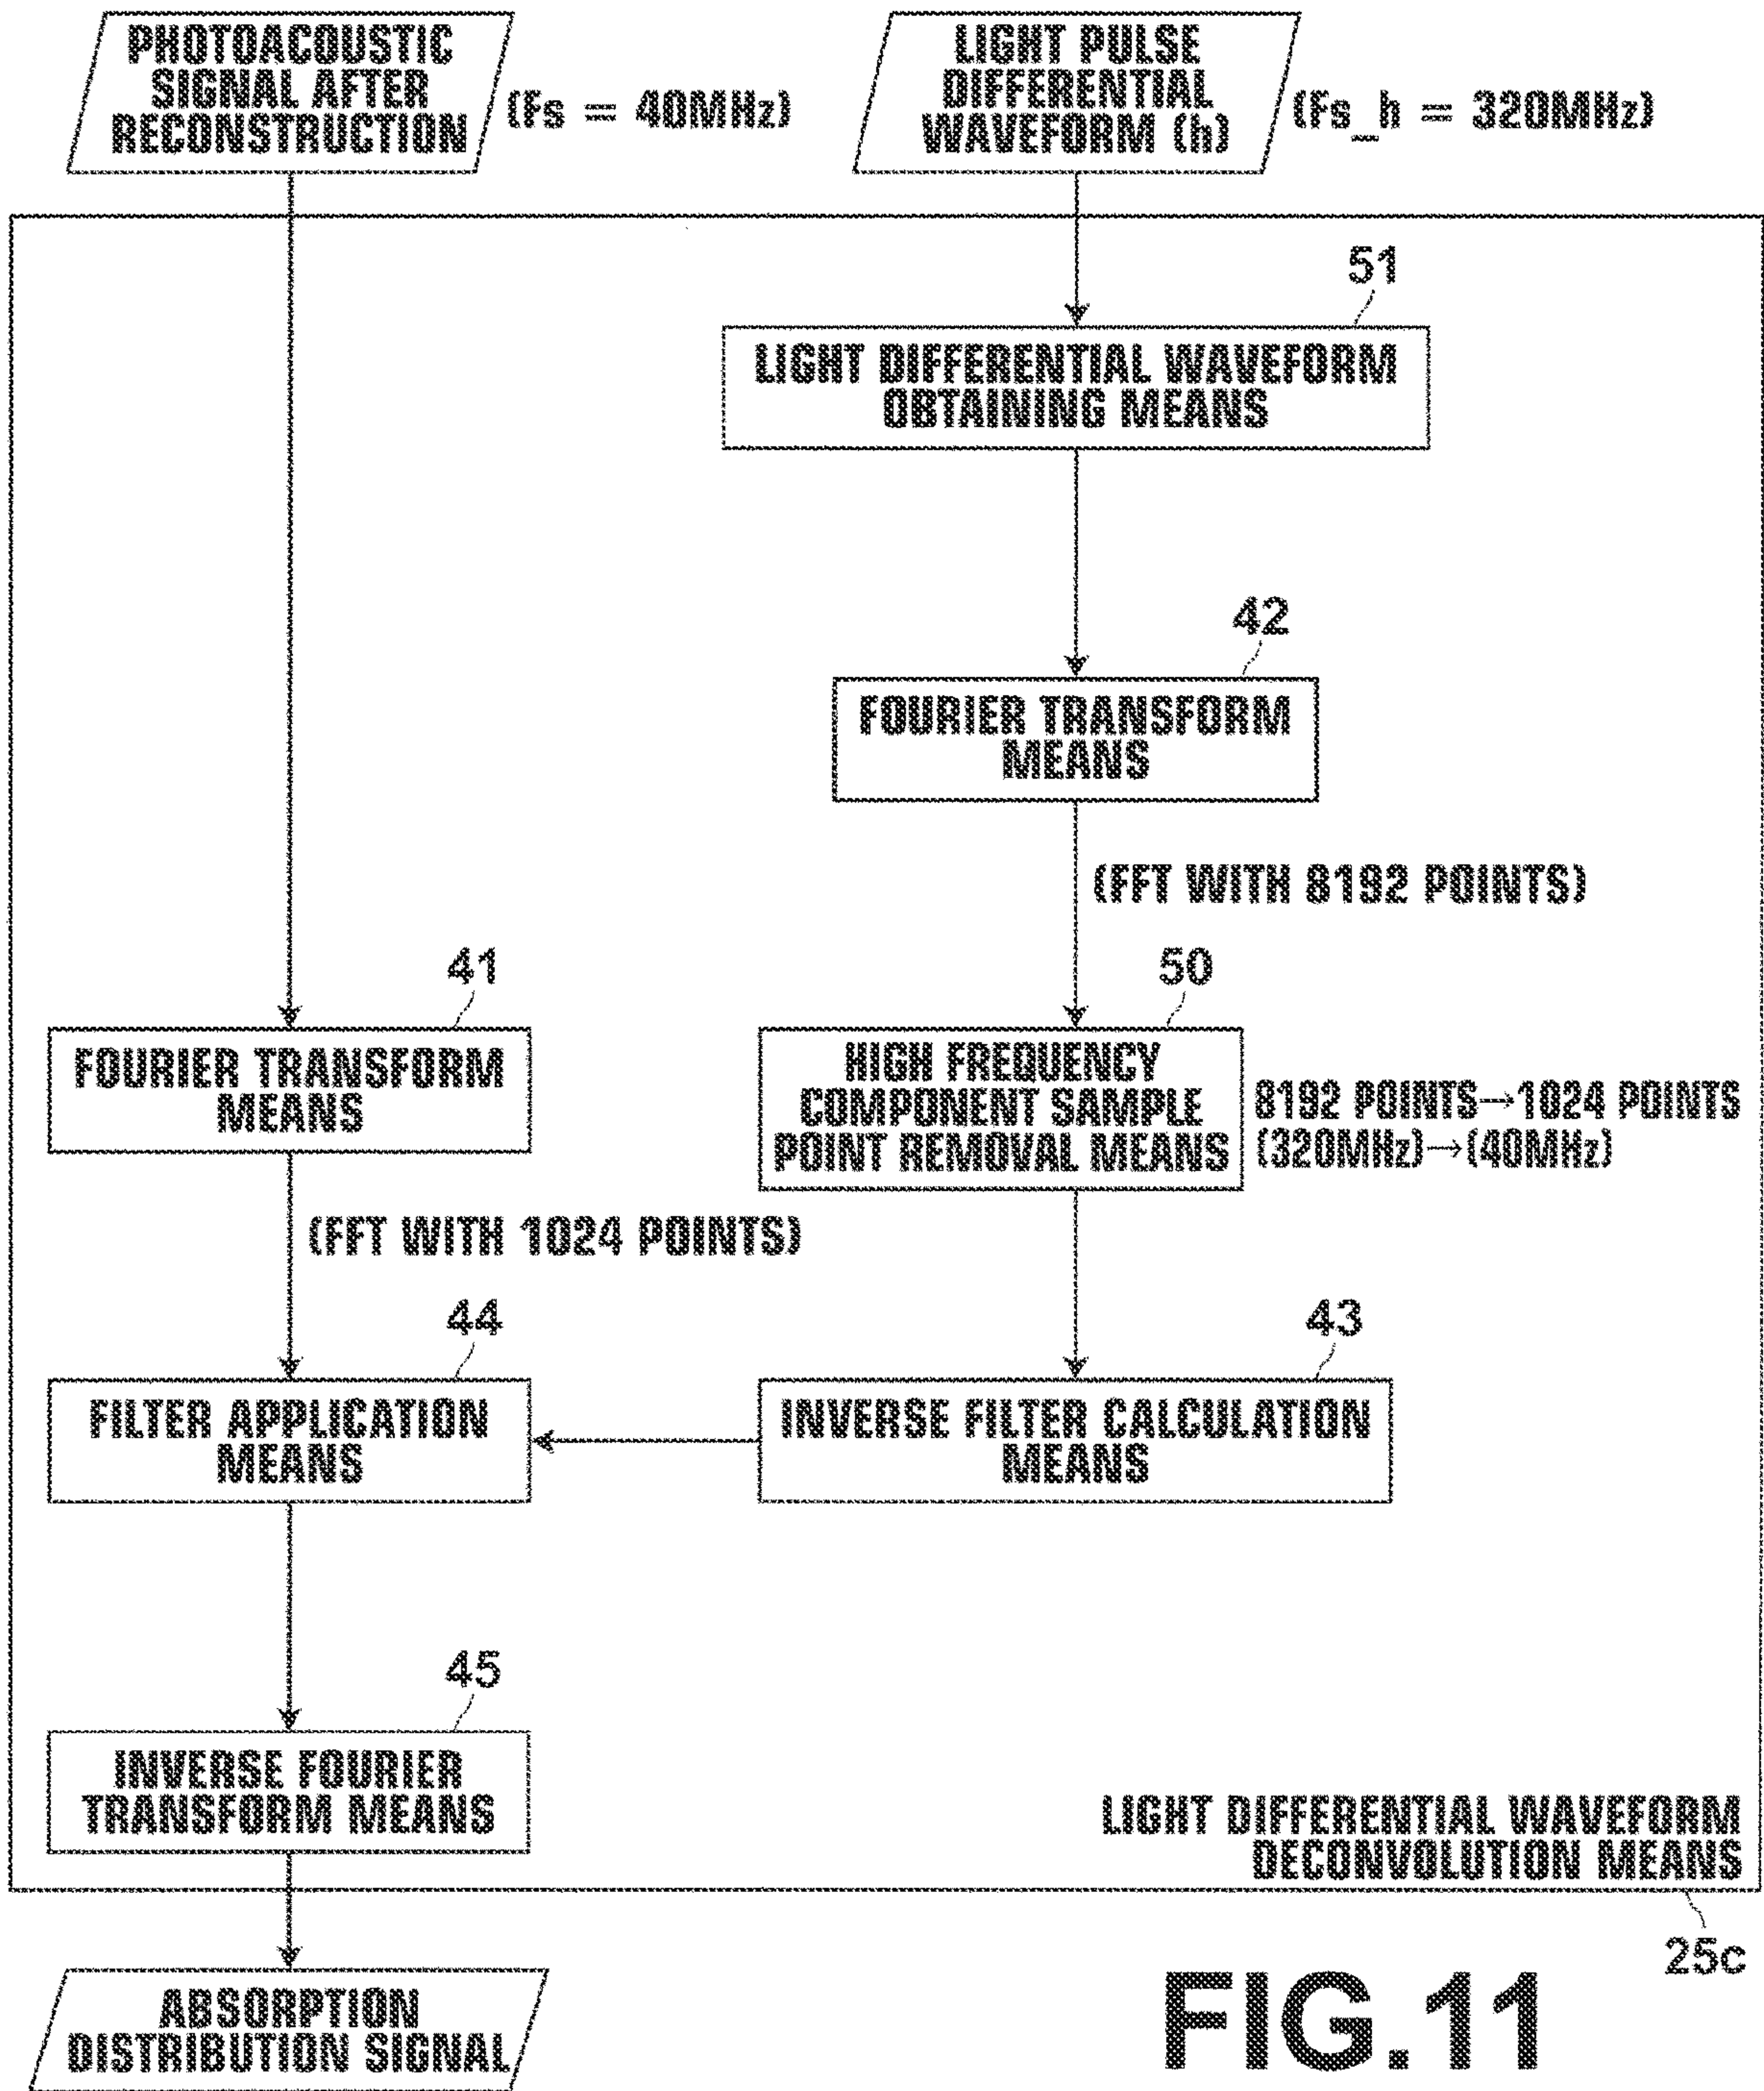 PHOTOACOUSTIC
SIGNAL AFTER
RECONSTRUCTION
(Fs = 40MHz)
LIGHT PULSE
DIFFERENTIAL
WAVEFORM (h)
(Fs_h = 320MHz)
51
LIGHT DIFFERENTIAL WAVEFORM
OBTAINING MEANS
42
FOURIER TRANSFORM
MEANS
(FFT WITH 8192 POINTS)
41
FOURIER TRANSFORM
MEANS
50
HIGH FREQUENCY
COMPONENT SAMPLE
POINT REMOVAL MEANS
8192 POINTS→1024 POINTS
(320MHz)→(40MHz)
(FFT WITH 1024 POINTS)
44
FILTER APPLICATION
MEANS
43
INVERSE FILTER CALCULATION
MEANS
45
INVERSE FOURIER
TRANSFORM MEANS
LIGHT DIFFERENTIAL WAVEFORM
DECONVOLUTION MEANS
25c
ABSORPTION
DISTRIBUTION SIGNAL
FIG.11